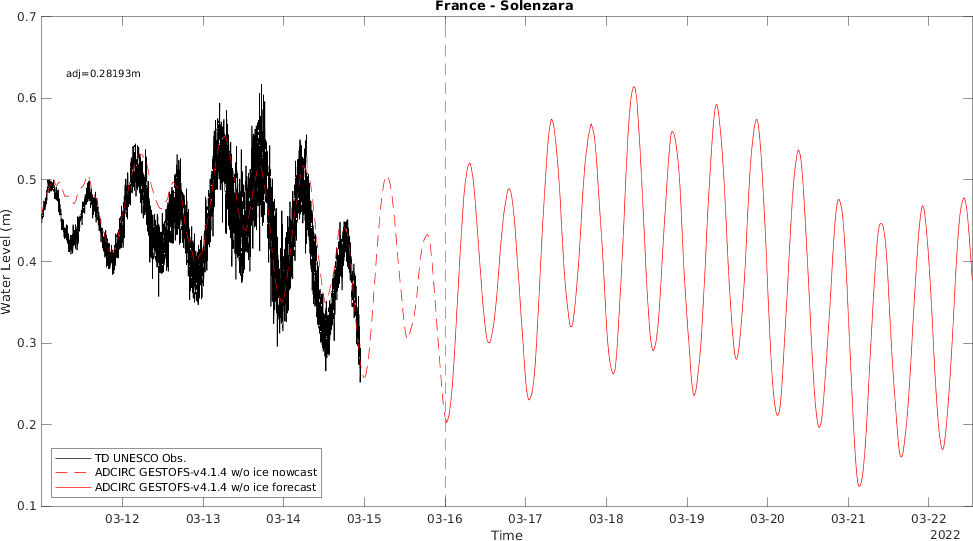 France - Solenzara
0.7
0.6
0.5
0.4
0.3
0.2
0.1
Water Level (m)
adj=0.28193m
TD UNESCO Obs.
ADCIRC GESTOFS-v4.1.4 w/o ice nowcast
ADCIRC GESTOFS-v4.1.4 w/o ice forecast
03-12 03-13 03-14 03-15 03-16 03-17 03-18 03-19 03-20 03-21 03-22
Time
2022